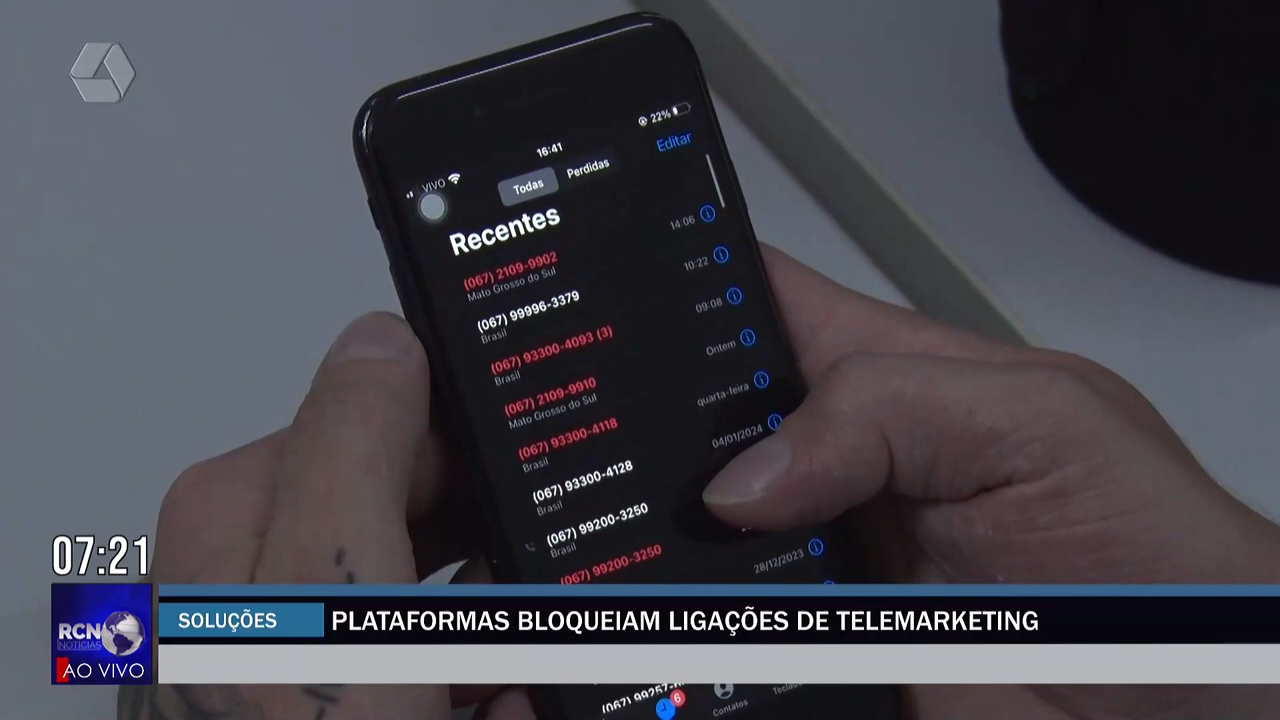 22%
16:41
Editar
VIVO
Todas
Perdidas
Recentes
(067) 2109-9902
14:06
Mato Grosso do Sul
(067) 99996-3379
10:22
Brasil
(067) 93300-4093 (3)
09:08
Brasil
(067) 2109-9910
Ontem
Mato Grosso do Sul
(067) 93300-4118
quarta-feira
Brasil
(067) 93300-4128
04/01/2024
Brasil
(067) 99200-3250
Brasil
(067) 99200-3250
28/12/2023
07:21
SOLUÇÕES
PLATAFORMAS BLOQUEIAM LIGAÇÕES DE TELEMARKETING
RCN
NOTÍCIAS
AO VIVO
6
Contatos